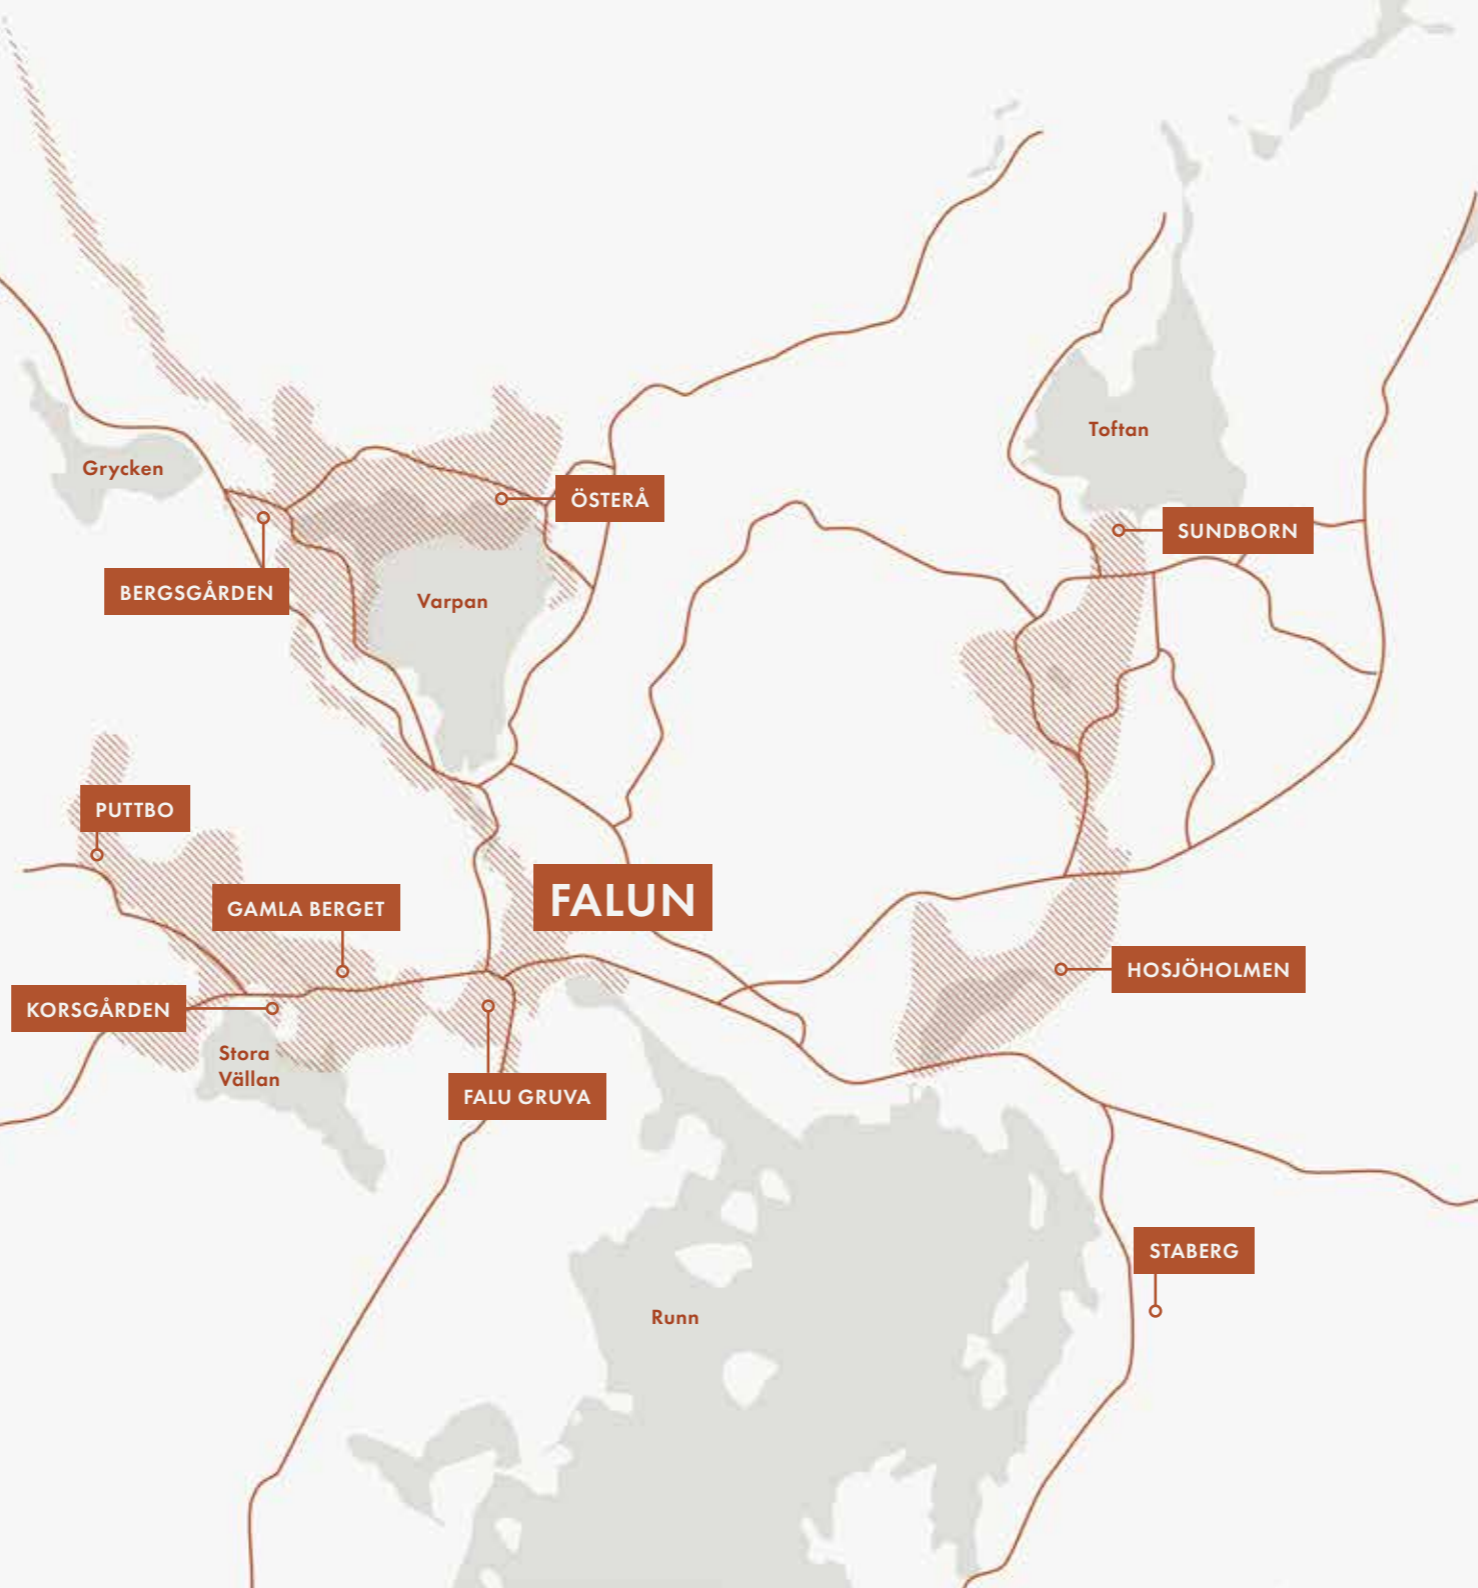 Toftan
Grycken
ÖSTERÅ
SUNDBORN
BERGSGÅRDEN
Varpan
PUTTBO
FALUN
GAMLA BERGET
HOSJÖHOLMEN
KORSGÅRDEN
Stora
Vällan
FALU GRUVA
STABERG
Runn